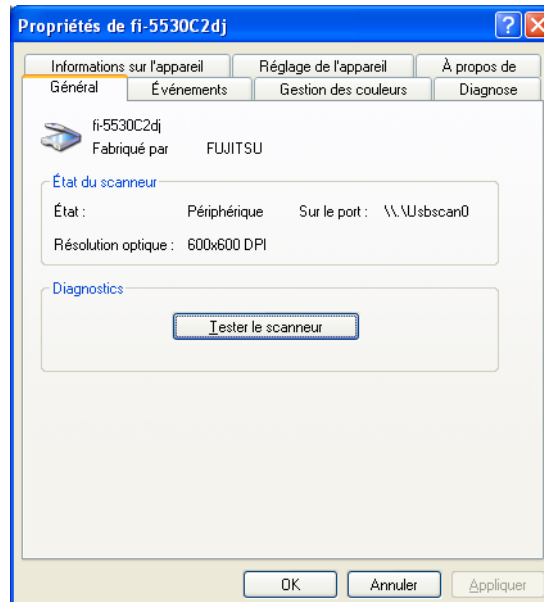 Propriétés de fi-5530C2dj
Informations sur l'appareil Réglage de l'appareil À propos de
Général Événements Gestion des couleurs Diagnose
fi-5530C2dj
Fabriqué par FUJITSU
État du scanneur
État : Périphérique Sur le port : \\.\Usbscan0
Résolution optique : 600x600 DPI
Diagnostics
Tester le scanneur
OK Annuler Appliquer